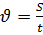 ϑ = S/t